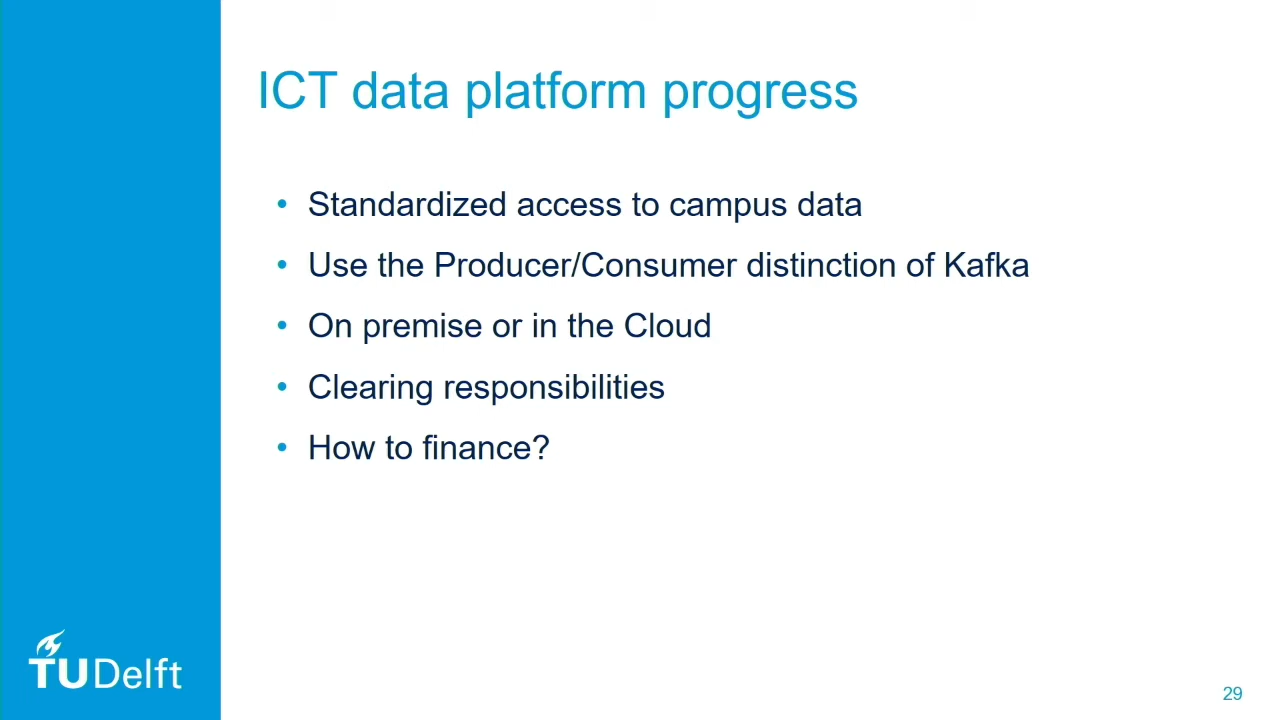 ICT data platform progress
• Standardized access to campus data
• Use the Producer/Consumer distinction of Kafka
• On premise or in the Cloud
• Clearing responsibilities
• How to finance?
TUDelft
29